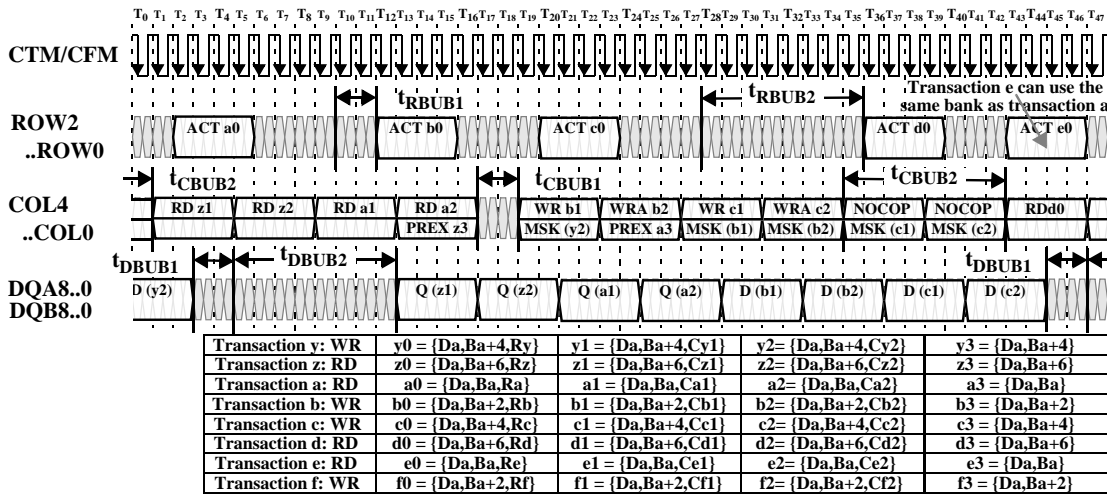 T0 T1 T2 T3 T4 T5 T6 T7 T8 T9 T10 T11 T12 T13 T14 T15 T16 T17 T18 T19 T20 T21 T22 T23 T24 T25 T26 T27 T28 T29 T30 T31 T32 T33 T34 T35 T36 T37 T38 T39 T40 T41 T42 T43 T44 T45 T46 T47
CTM/CFM
Transaction e can use the
same bank as transaction a
tRBUB1 tRBUB2
ROW2
..ROW0
ACT a0 ACT b0 ACT c0 ACT d0 ACT e0
tCBUB2 tCBUB1 tCBUB2
COL4
..COL0
RD z1 RD z2 RD a1 RD a2 WR b1 WRA b2 WR c1 WRA c2 NOCOP NOCOP RDd0
PREX z3 MSK (y2) PREX a3 MSK (b1) MSK (b2) MSK (c1) MSK (c2)
tDBUB1 tDBUB2 tDBUB1
DQA8..0
DQB8..0
D (y2) Q (z1) Q (z2) Q (a1) Q (a2) D (b1) D (b2) D (c1) D (c2)
Transaction y: WR y0 = {Da,Ba+4,Ry} y1 = {Da,Ba+4,Cy1} y2= {Da,Ba+4,Cy2} y3 = {Da,Ba+4}
Transaction z: RD z0 = {Da,Ba+6,Rz} z1 = {Da,Ba+6,Cz1} z2= {Da,Ba+6,Cz2} z3 = {Da,Ba+6}
Transaction a: RD a0 = {Da,Ba,Ra} a1 = {Da,Ba,Ca1} a2= {Da,Ba,Ca2} a3 = {Da,Ba}
Transaction b: WR b0 = {Da,Ba+2,Rb} b1 = {Da,Ba+2,Cb1} b2= {Da,Ba+2,Cb2} b3 = {Da,Ba+2}
Transaction c: WR c0 = {Da,Ba+4,Rc} c1 = {Da,Ba+4,Cc1} c2= {Da,Ba+4,Cc2} c3 = {Da,Ba+4}
Transaction d: RD d0 = {Da,Ba+6,Rd} d1 = {Da,Ba+6,Cd1} d2= {Da,Ba+6,Cd2} d3 = {Da,Ba+6}
Transaction e: RD e0 = {Da,Ba,Re} e1 = {Da,Ba,Ce1} e2= {Da,Ba,Ce2} e3 = {Da,Ba}
Transaction f: WR f0 = {Da,Ba+2,Rf} f1 = {Da,Ba+2,Cf1} f2= {Da,Ba+2,Cf2} f3 = {Da,Ba+2}